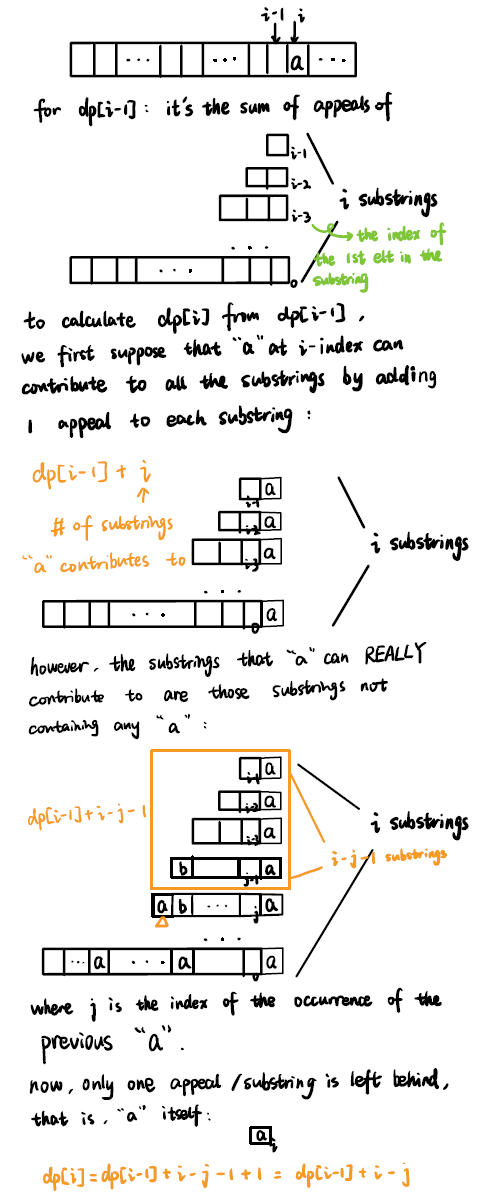 i-1 i
... ... a ...
for dp[i-1]: it's the sum of appeals of
i-1
i-2
i-3
i substrings
the index of
the 1st elt in the
substring
...
... 0
to calculate dp[i] from dp[i-1],
we first suppose that "a" at i-index can
contribute to all the substrings by adding
1 appeal to each substring:
dp[i-1] + i
# of substrings
"a" contributes to
i-1 a
i-2 a
i-3 a
i substrings
...
... 0 a
however, the substrings that "a" can REALLY
contribute to are those substrings not
containing any "a":
dp[i-1]+i-j-1
i-1 a
i-2 a
i-3 a
i substrings
b j-1 a
i-j-1 substrings
a b ... j a
...
... a ... a a
where j is the index of the occurrence of the
previous "a".
now, only one appeal/substring is left behind,
that is, "a" itself:
a i
dp[i]=dp[i-1]+i-j-1+1 = dp[i-1]+i-j